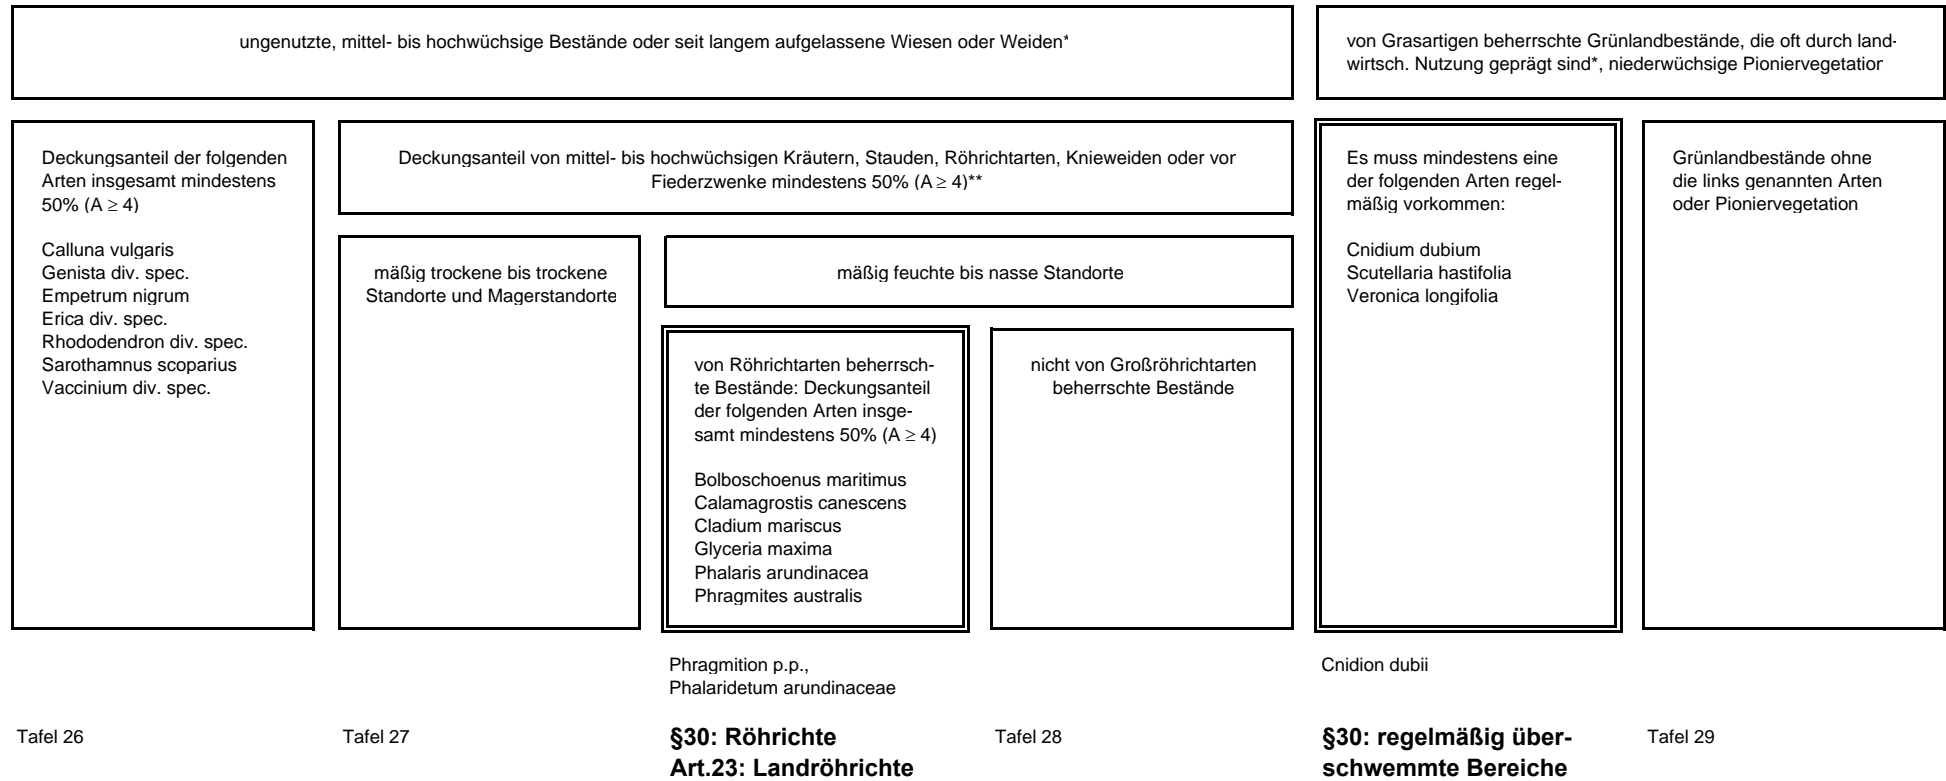 ungenutzte, mittel- bis hochwüchsige Bestände oder seit langem aufgelassene Wiesen oder Weiden*
von Grasartigen beherrschte Grünlandbestände, die oft durch land-
wirtsch. Nutzung geprägt sind*, niederwüchsige Pioniervegetation
Deckungsanteil der folgenden
Arten insgesamt mindestens
50% (A ≥ 4)
Calluna vulgaris
Genista div. spec.
Empetrum nigrum
Erica div. spec.
Rhododendron div. spec.
Sarothamnus scoparius
Vaccinium div. spec.
Deckungsanteil von mittel- bis hochwüchsigen Kräutern, Stauden, Röhrichtarten, Knieweiden oder von
Fiederzwenke mindestens 50% (A ≥ 4)**
mäßig trockene bis trockene
Standorte und Magerstandorte
mäßig feuchte bis nasse Standorte
von Röhrichtarten beherrsch-
te Bestände: Deckungsanteil
der folgenden Arten insge-
samt mindestens 50% (A ≥ 4)
Bolboschoenus maritimus
Calamagrostis canescens
Cladium mariscus
Glyceria maxima
Phalaris arundinacea
Phragmites australis
nicht von Großröhrichtarten
beherrschte Bestände
Es muss mindestens eine
der folgenden Arten regel-
mäßig vorkommen:
Cnidium dubium
Scutellaria hastifolia
Veronica longifolia
Grünlandbestände ohne
die links genannten Arten
oder Pioniervegetation
Phragmition p.p.,
Phalaridetum arundinaceae
Cnidion dubii
Tafel 26
Tafel 27
§30: Röhrichte
Art.23: Landröhrichte
Tafel 28
§30: regelmäßig über-
schwemmte Bereiche
Tafel 29